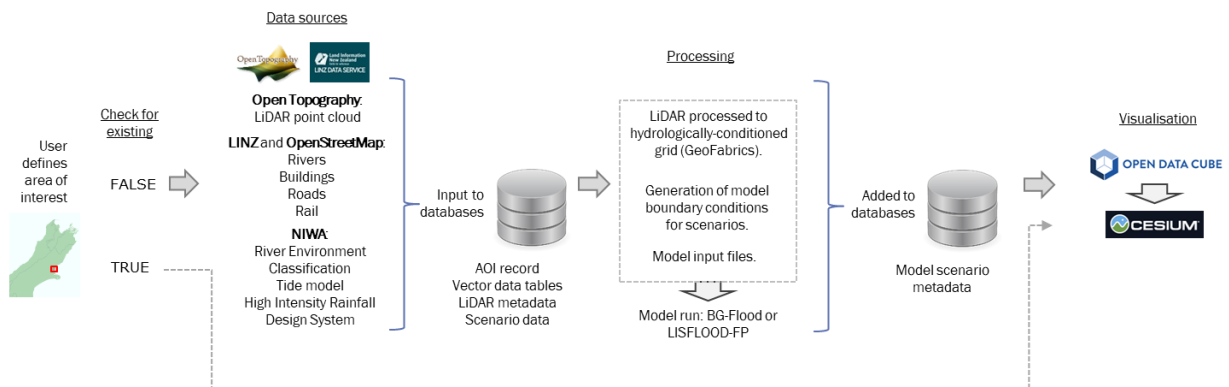 User
defines
area of
interest
Check for
existing
FALSE
TRUE
Data sources
OpenTopography
Land Information
New Zealand
LINZ DATA SERVICE
Open Topography:
LiDAR point cloud
LINZ and OpenStreetMap:
Rivers
Buildings
Roads
Rail
NIWA:
River Environment
Classification
Tide model
High Intensity Rainfall
Design System
Input to
databases
AOI record
Vector data tables
LiDAR metadata
Scenario data
Processing
LiDAR processed to
hydrologically-conditioned
grid (GeoFabrics).
Generation of model
boundary conditions
for scenarios.
Model input files.
Model run: BG-Flood or
LISFLOOD-FP
Added to
databases
Model scenario
metadata
Visualisation
OPEN DATA CUBE
CESIUM